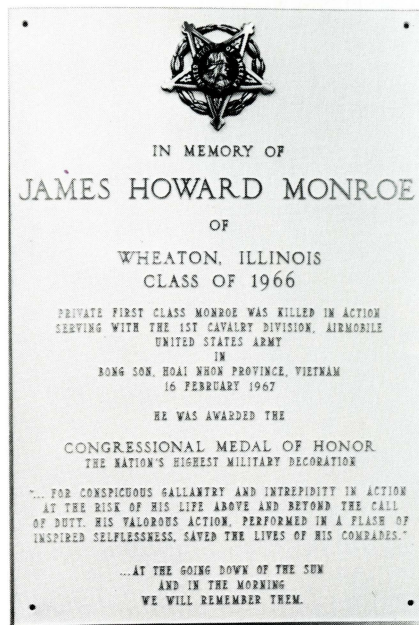 IN MEMORY OF
JAMES HOWARD MONROE
OF
WHEATON, ILLINOIS
CLASS OF 1966
PRIVATE FIRST CLASS MONROE WAS KILLED IN ACTION
SERVING WITH THE 1ST CAVALRY DIVISION, AIRMOBILE
UNITED STATES ARMY
IN
BONG SON, HOAI NHON PROVINCE, VIETNAM
16 FEBRUARY 1967
HE WAS AWARDED THE
CONGRESSIONAL MEDAL OF HONOR
THE NATION'S HIGHEST MILITARY DECORATION
"... FOR CONSPICUOUS GALLANTRY AND INTREPIDITY IN ACTION
AT THE RISK OF HIS LIFE ABOVE AND BEYOND THE CALL
OF DUTY. HIS VALOROUS ACTION, PERFORMED IN A FLASH OF
INSPIRED SELFLESSNESS, SAVED THE LIVES OF HIS COMRADES."
...AT THE GOING DOWN OF THE SUN
AND IN THE MORNING
WE WILL REMEMBER THEM.